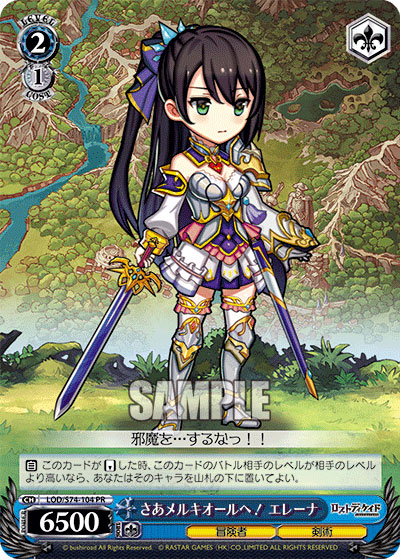 LEVEL
2
1
COST
SAMPLE
邪魔を…するなっ！！
自 このカードが【リバース】した時、このカードのバトル相手のレベルが相手のレベルより高いなら、あなたはそのキャラを山札の下に置いてよい。
CH LOD/S74-104 PR
6500
さあメルキオールへ！ エレーナ
ロストディケイド
冒険者
剣術
© bushiroad All Rights Reserved. © RASTAR GAMES (HK) CO.,LIMITED ALL RIGHTS RESERVED